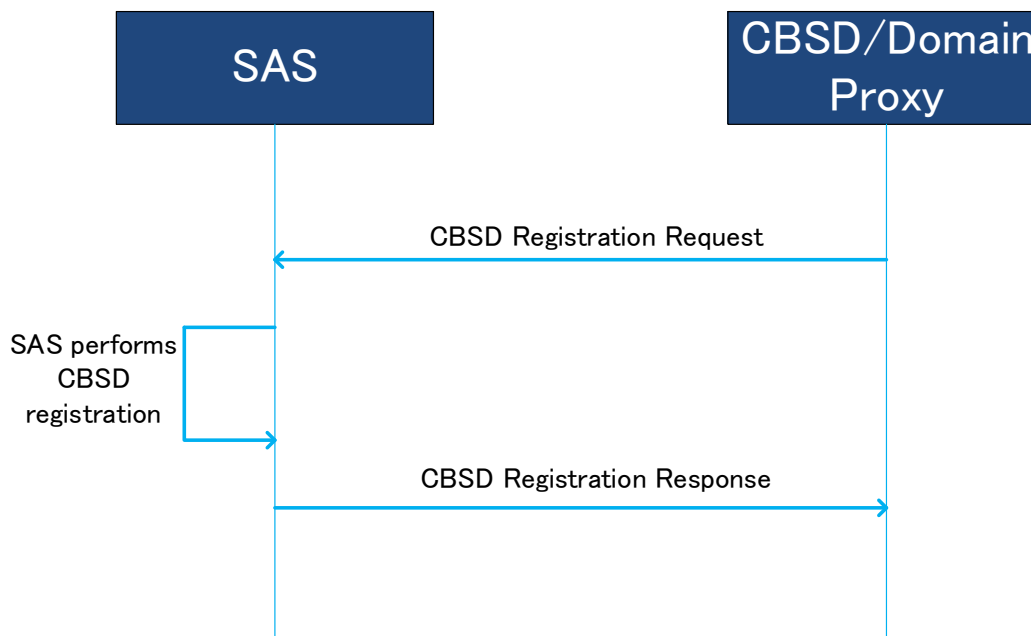 SAS
CBSD/Domain
Proxy
CBSD Registration Request
SAS performs
CBSD
registration
CBSD Registration Response